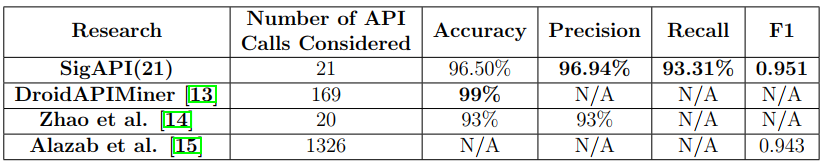 Research Number of API Calls Considered Accuracy Precision Recall F1
SigAPI(21) 21 96.50% 96.94% 93.31% 0.951
DroidAPIMiner [13] 169 99% N/A N/A N/A
Zhao et al. [14] 20 93% 93% N/A N/A
Alazab et al. [15] 1326 N/A N/A N/A 0.943